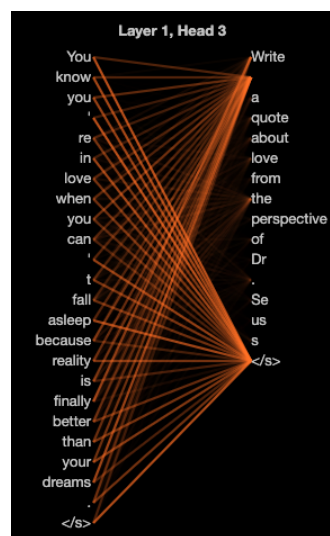 Layer 1, Head 3
You Write
know
you a
' quote
re about
in love
love from
when the
you perspective
can of
' Dr
t .
fall Se
asleep us
because s
reality </s>
is
finally
better
than
your
dreams
.
</s>